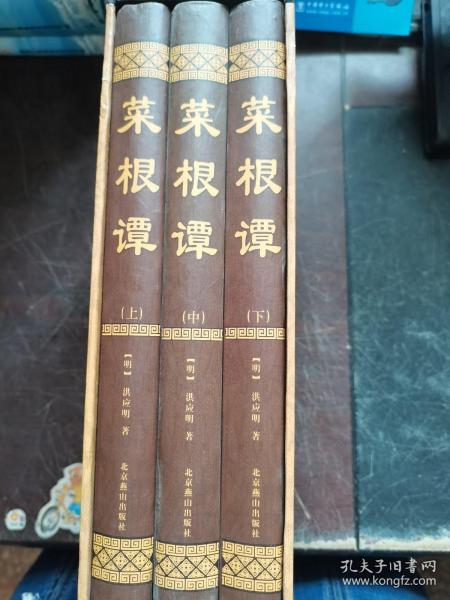 菜根谭
(上)
【明】 洪应明 著
北京燕山出版社
菜根谭
(中)
【明】 洪应明 著
北京燕山出版社
菜根谭
(下)
【明】 洪应明 著
北京燕山出版社
孔夫子旧书网
www.kongfz.com